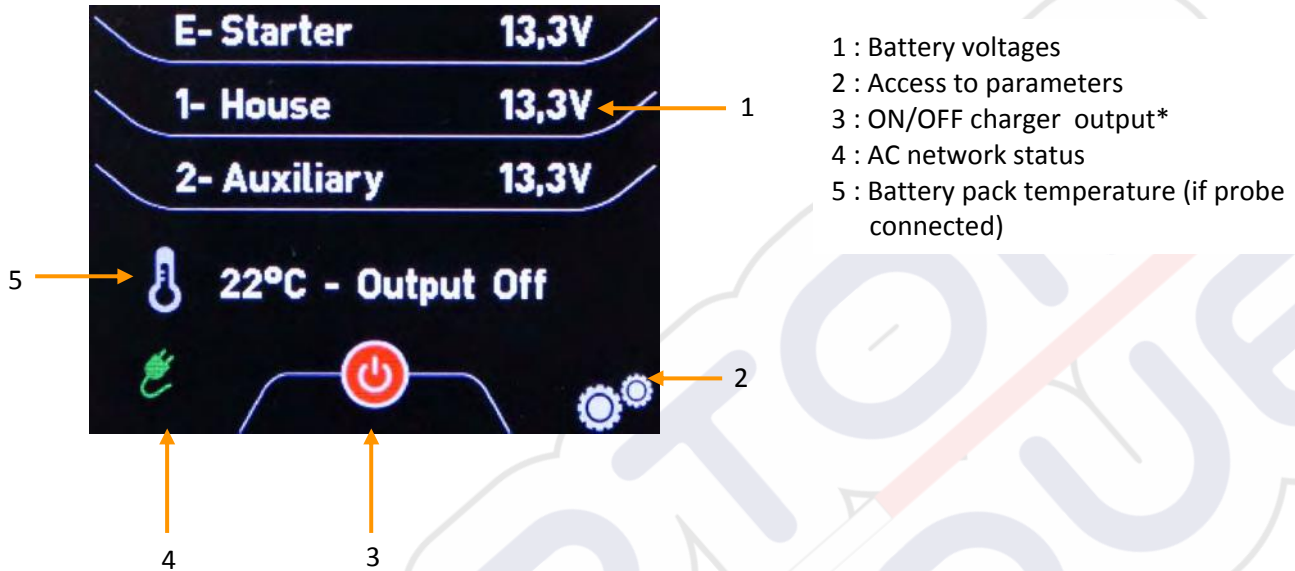 E- Starter 13,3V
1- House 13,3V
2- Auxiliary 13,3V
22°C - Output Off
1
5
2
4
3
1 : Battery voltages
2 : Access to parameters
3 : ON/OFF charger output*
4 : AC network status
5 : Battery pack temperature (if probe
connected)